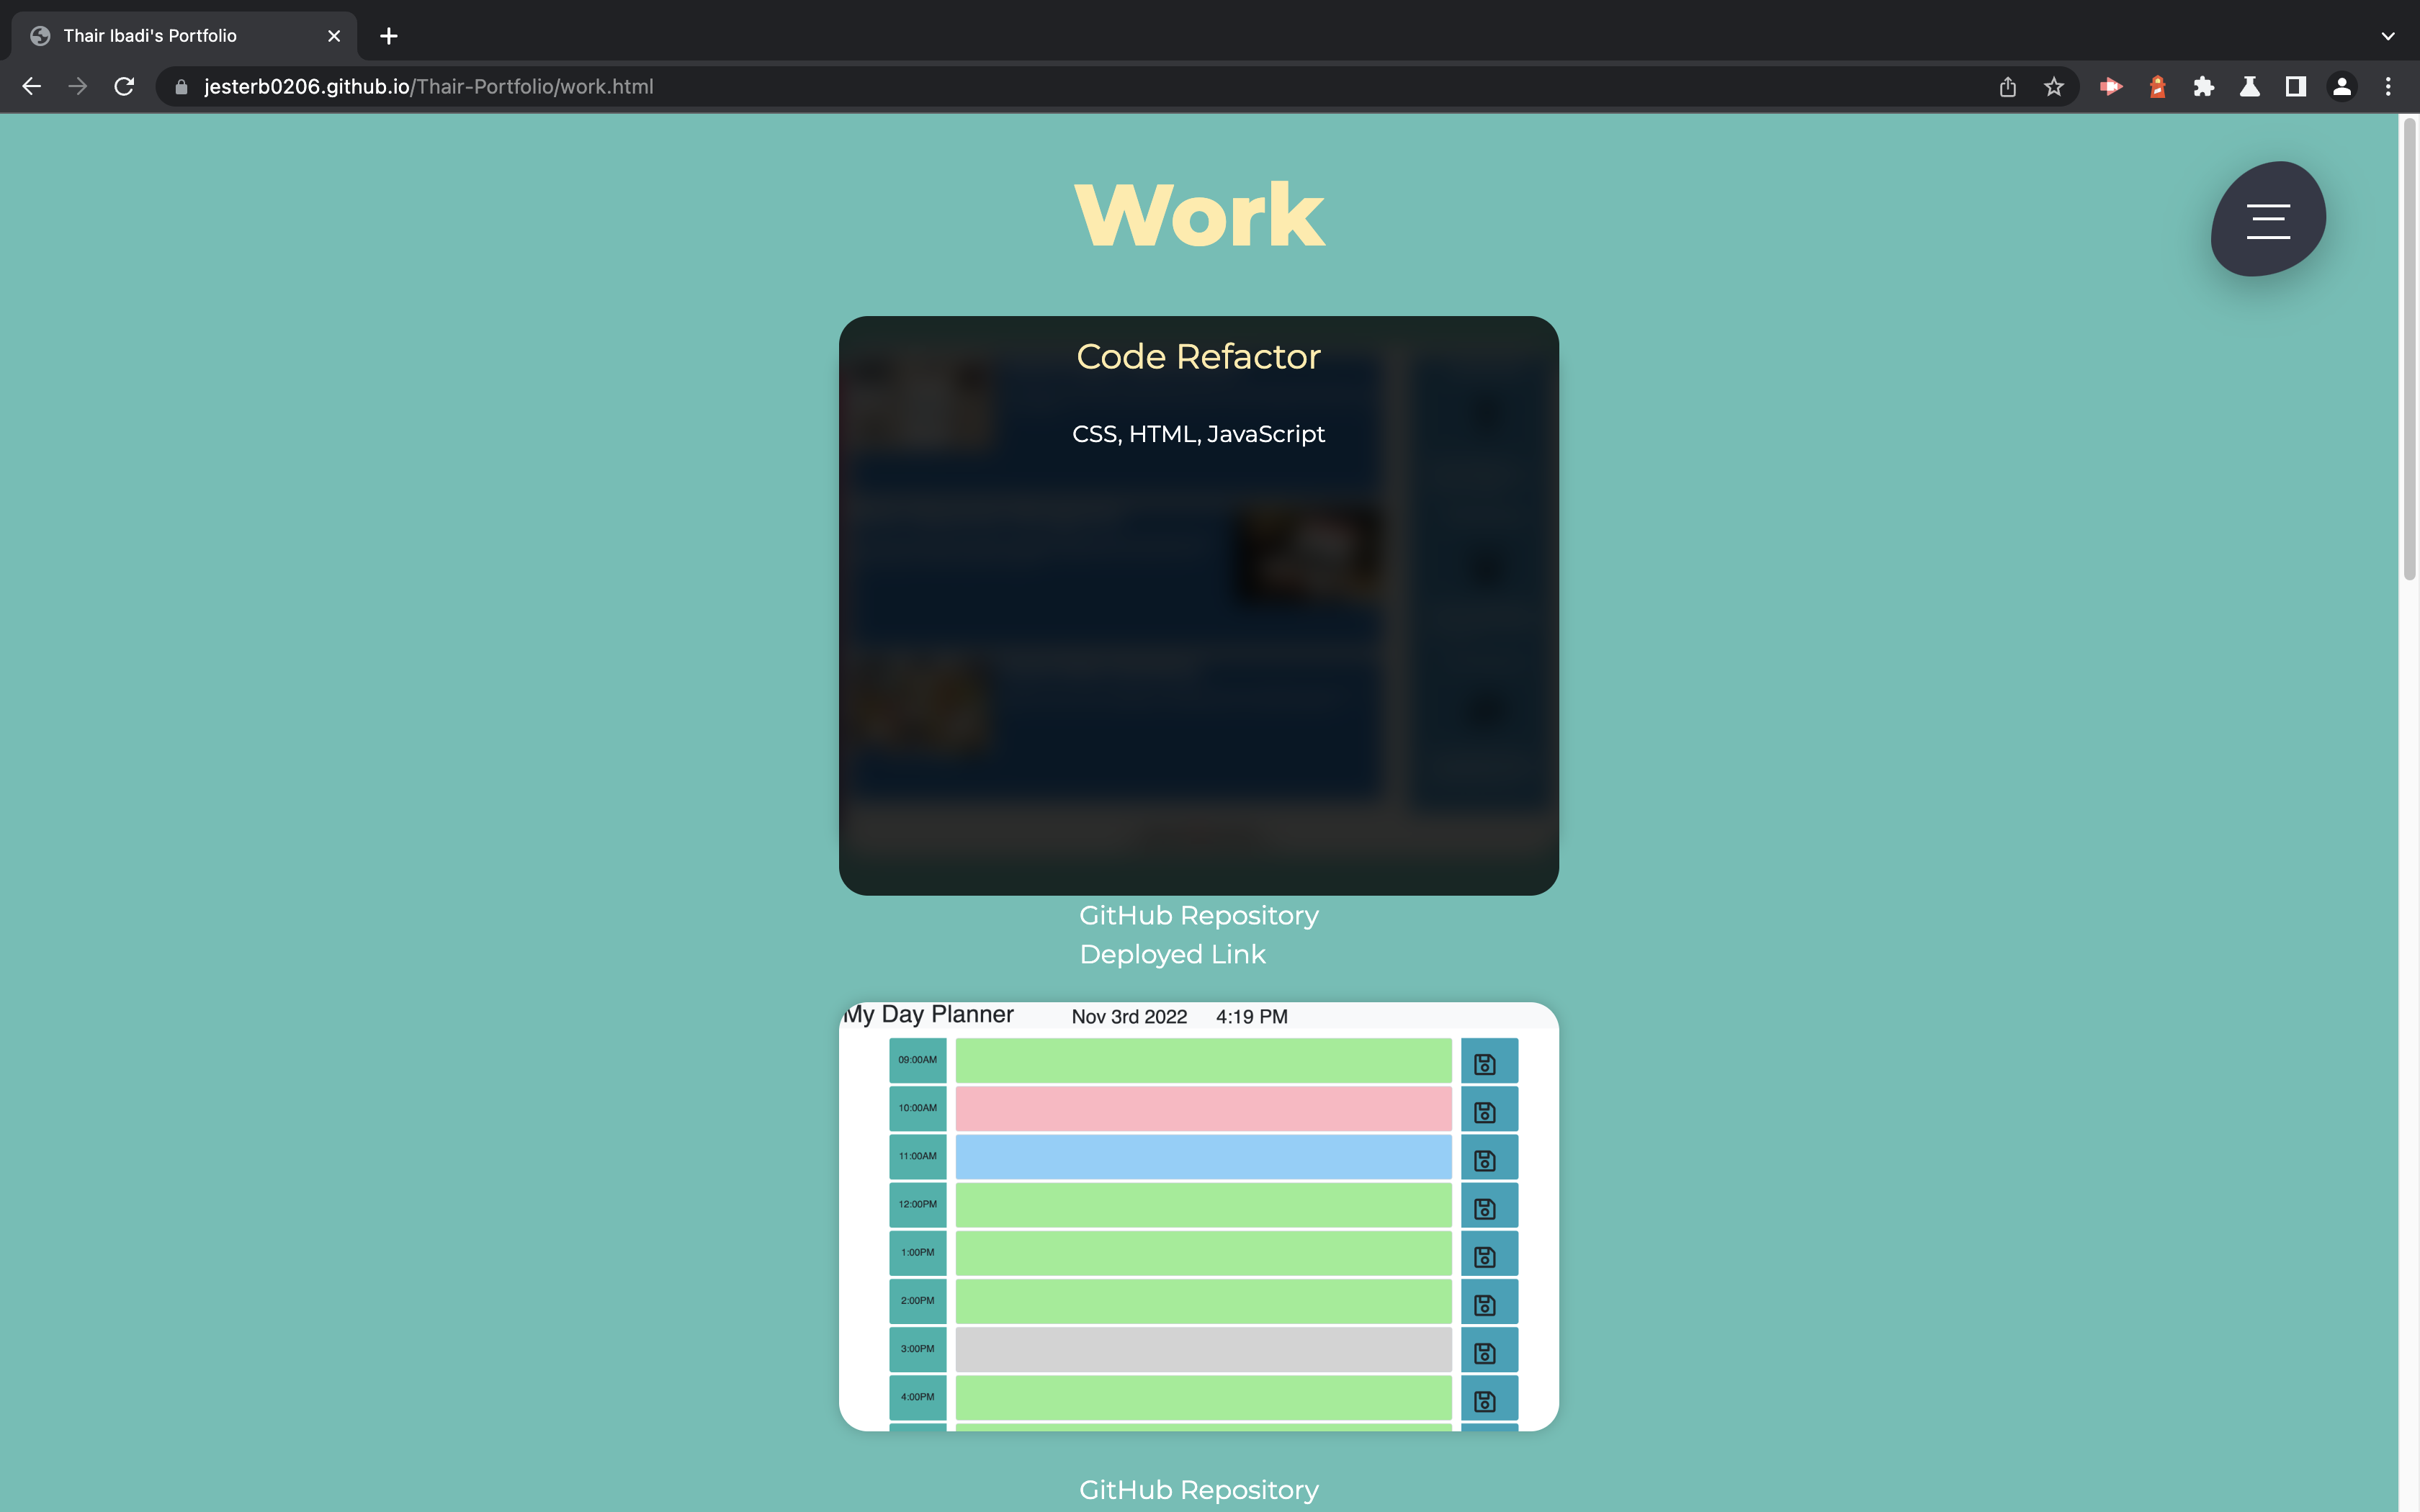 Thair Ibadi's Portfolio
jesterb0206.github.io/Thair-Portfolio/work.html
Work
Code Refactor
CSS, HTML, JavaScript
GitHub Repository
Deployed Link
My Day Planner Nov 3rd 2022 4:19 PM
09:00AM
10:00AM
11:00AM
12:00PM
1:00PM
2:00PM
3:00PM
4:00PM
GitHub Repository